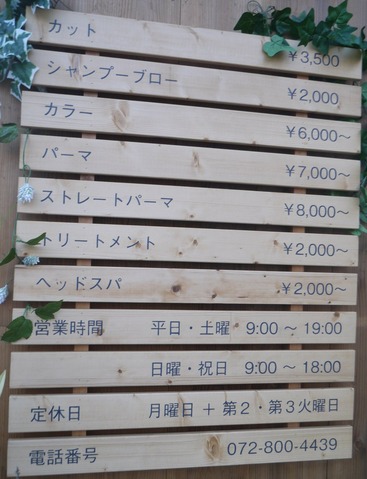 カット ¥3,500
シャンプーブロー ¥2,000
カラー ¥6,000～
パーマ ¥7,000～
ストレートパーマ ¥8,000～
トリートメント ¥2,000～
ヘッドスパ ¥2,000～
営業時間 平日・土曜 9:00 ～ 19:00
日曜・祝日 9:00 ～ 18:00
定休日 月曜日 + 第2・第3火曜日
電話番号 072-800-4439